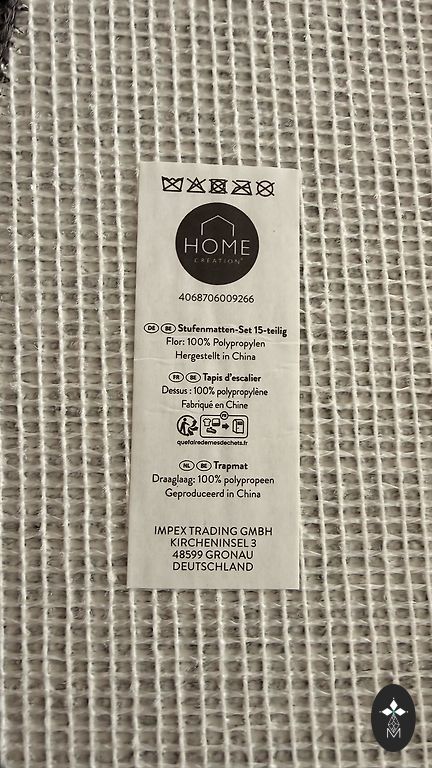 HOME
CREATION®
4068706009266
DE BE Stufenmatten-Set 15-teilig
Flor: 100% Polypropylen
Hergestellt in China
FR BE Tapis d'escalier
Dessus : 100% polypropylène
Fabriqué en Chine
FR
quefairedemesdechets.fr
NL BE Trapmat
Draaglaag: 100% polypropeen
Geproduceerd in China
IMPEX TRADING GMBH
KIRCHENINSEL 3
48599 GRONAU
DEUTSCHLAND
M